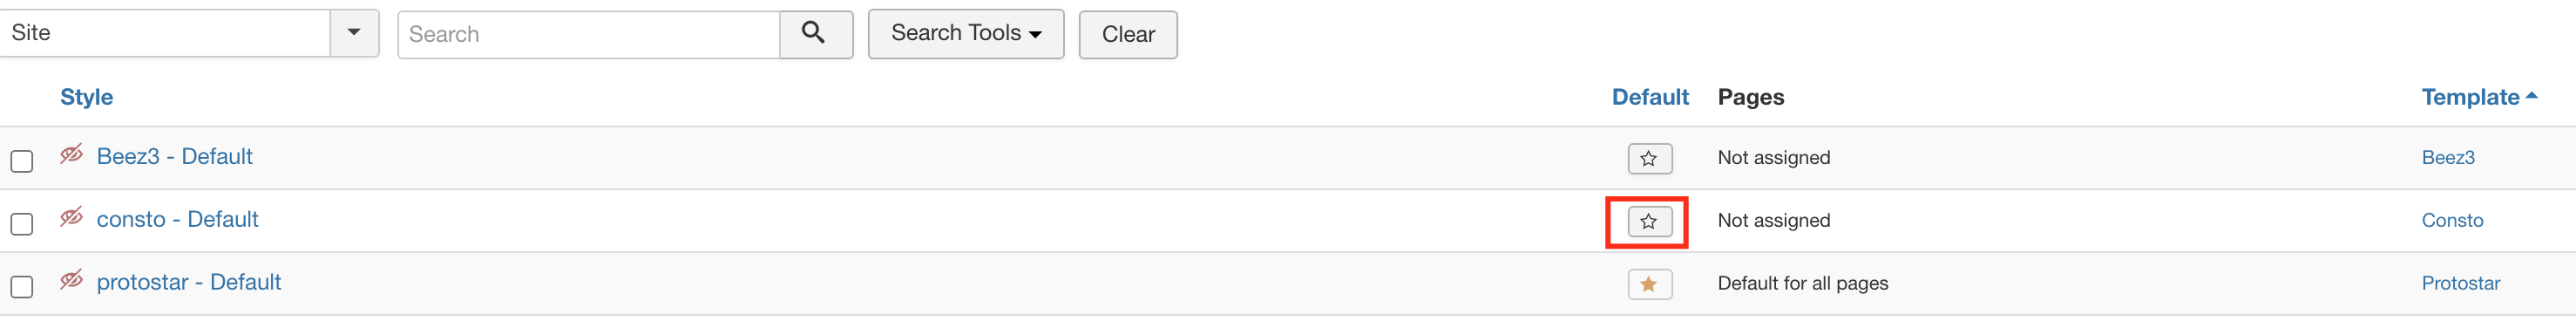 Site Search Search Tools Clear
Style Default Pages Template
Beez3 - Default Not assigned Beez3
consto - Default Not assigned Consto
protostar - Default Default for all pages Protostar